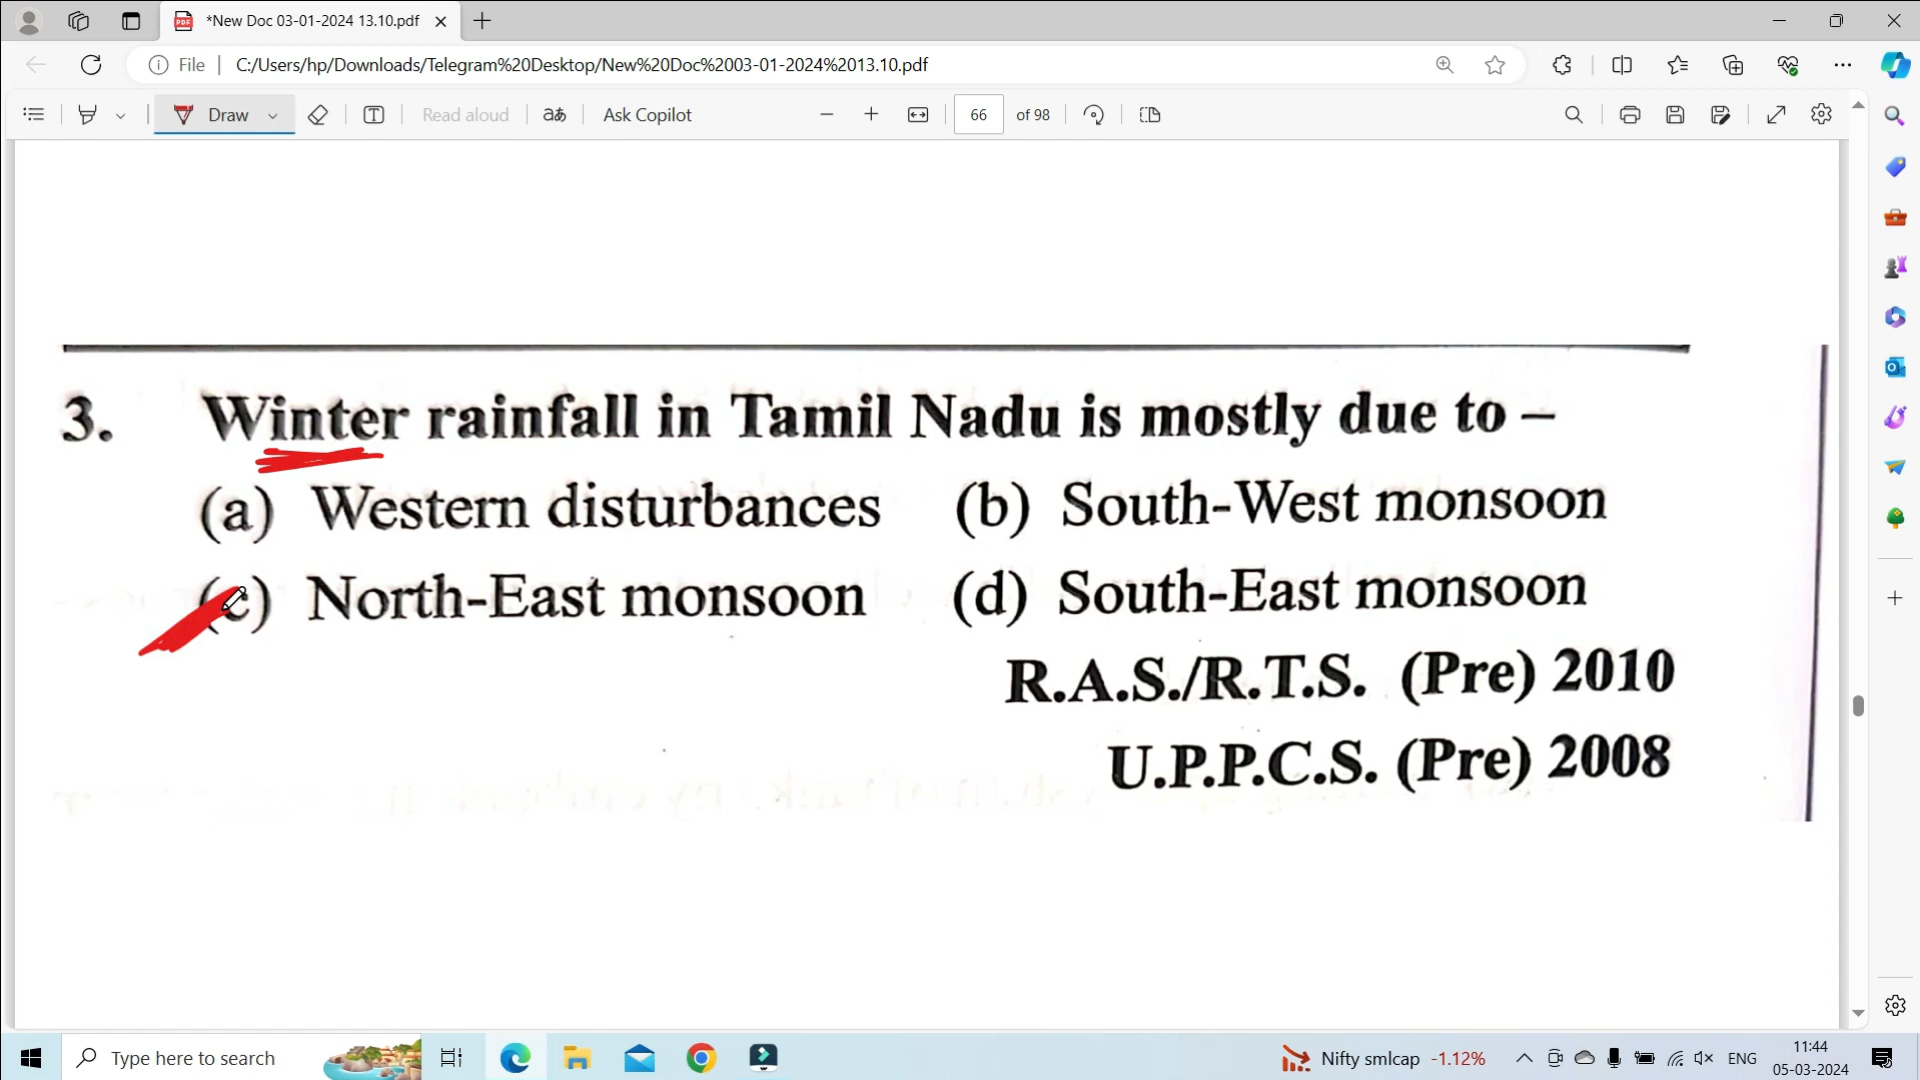 *New Doc 03-01-2024 13.10.pdf
File
C:/Users/hp/Downloads/Telegram%20Desktop/New%20Doc%2003-01-2024%2013.10.pdf
Draw
Read aloud
aあ
Ask Copilot
66 of 98
3. Winter rainfall in Tamil Nadu is mostly due to –
(a) Western disturbances (b) South-West monsoon
(c) North-East monsoon (d) South-East monsoon
R.A.S./R.T.S. (Pre) 2010
U.P.P.C.S. (Pre) 2008
Type here to search
Nifty smlcap -1.12%
ENG
11:44
05-03-2024